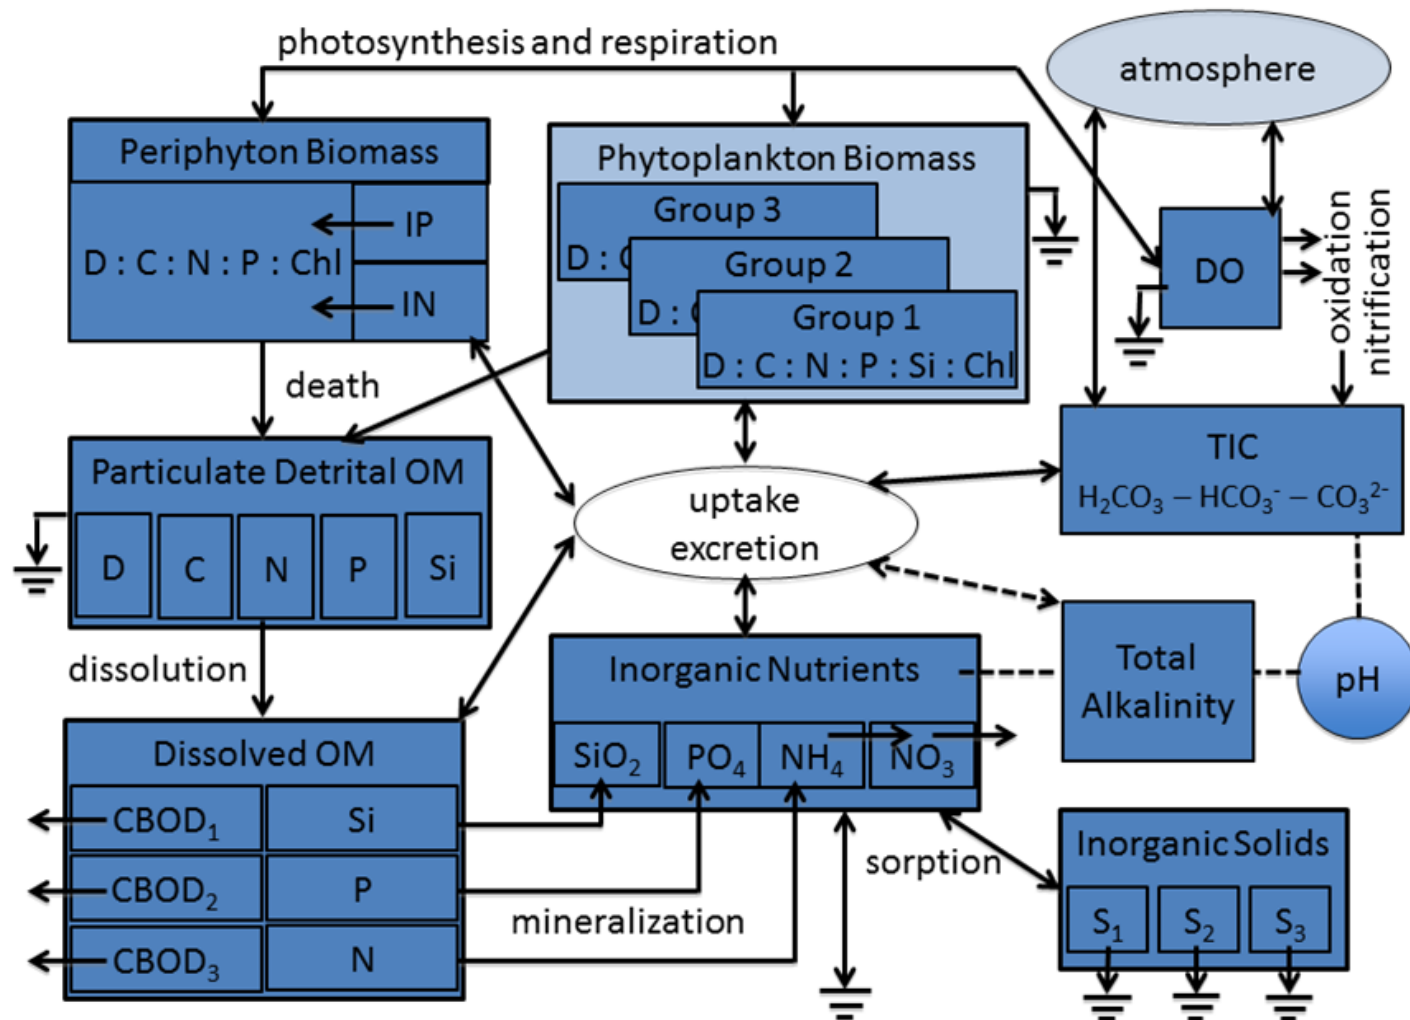 photosynthesis and respiration
atmosphere
Periphyton Biomass
IP
D : C : N : P : Chl
IN
Phytoplankton Biomass
Group 3
D : C
Group 2
D : C
Group 1
D : C : N : P : Si : Chl
DO
oxidation
nitrification
death
Particulate Detrital OM
D C N P Si
uptake
excretion
TIC
H₂CO₃ – HCO₃⁻ – CO₃²⁻
dissolution
Inorganic Nutrients
SiO₂ PO₄ NH₄ NO₃
Total
Alkalinity
pH
Dissolved OM
CBOD₁ Si
CBOD₂ P
CBOD₃ N
mineralization
sorption
Inorganic Solids
S₁ S₂ S₃